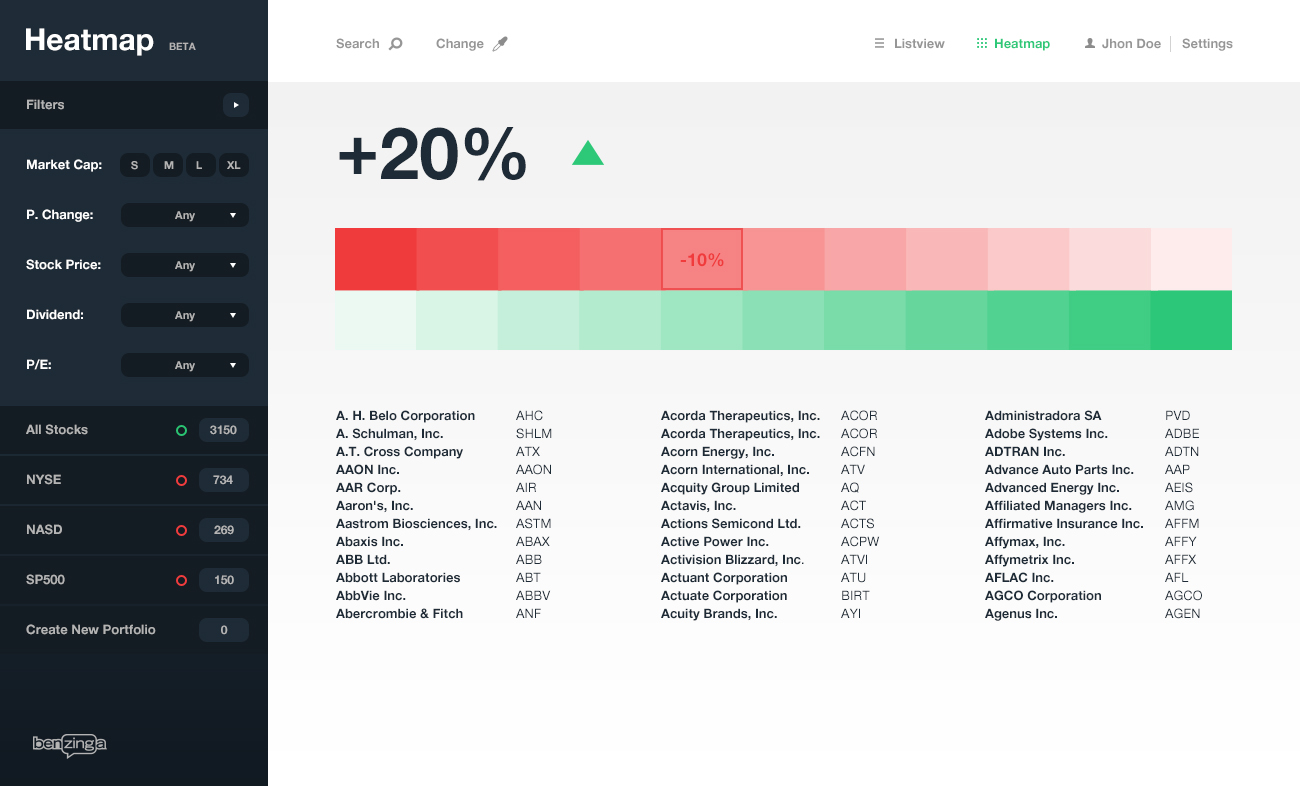 Heatmap BETA
Filters
Market Cap: S M L XL
P. Change: Any
Stock Price: Any
Dividend: Any
P/E: Any
All Stocks 3150
NYSE 734
NASD 269
SP500 150
Create New Portfolio 0
benzinga
Search Change Listview Heatmap Jhon Doe Settings
+20%
-10%
A. H. Belo Corporation AHC
A. Schulman, Inc. SHLM
A.T. Cross Company ATX
AAON Inc. AAON
AAR Corp. AIR
Aaron's, Inc. AAN
Aastrom Biosciences, Inc. ASTM
Abaxis Inc. ABAX
ABB Ltd. ABB
Abbott Laboratories ABT
AbbVie Inc. ABBV
Abercrombie & Fitch ANF
Acorda Therapeutics, Inc. ACOR
Acorda Therapeutics, Inc. ACOR
Acorn Energy, Inc. ACFN
Acorn International, Inc. ATV
Acquity Group Limited AQ
Actavis, Inc. ACT
Actions Semicond Ltd. ACTS
Active Power Inc. ACPW
Activision Blizzard, Inc. ATVI
Actuant Corporation ATU
Actuate Corporation BIRT
Acuity Brands, Inc. AYI
Administradora SA PVD
Adobe Systems Inc. ADBE
ADTRAN Inc. ADTN
Advance Auto Parts Inc. AAP
Advanced Energy Inc. AEIS
Affiliated Managers Inc. AMG
Affirmative Insurance Inc. AFFM
Affymax, Inc. AFFY
Affymetrix Inc. AFFX
AFLAC Inc. AFL
AGCO Corporation AGCO
Agenus Inc. AGEN